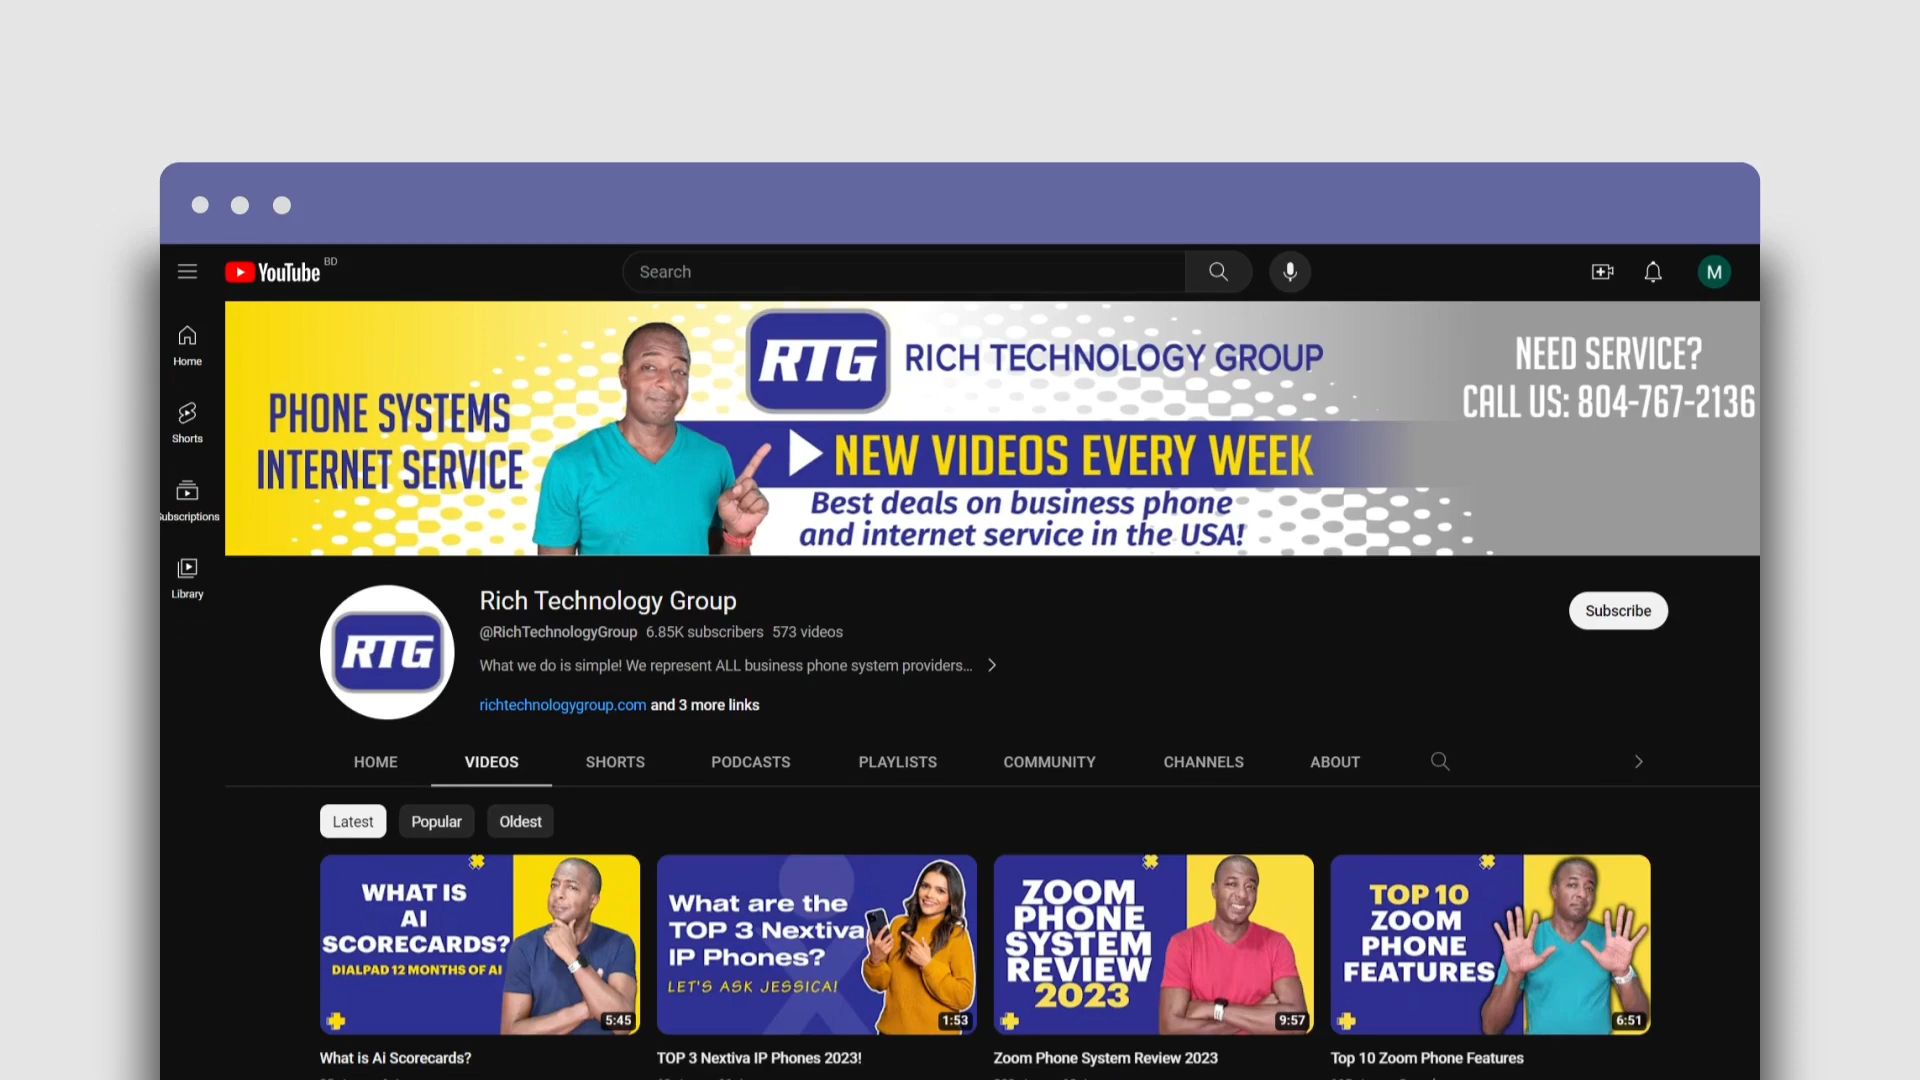 YouTube BD
Search
M
Home
Shorts
ubscriptions
Library
PHONE SYSTEMS
INTERNET SERVICE
RTG
RICH TECHNOLOGY GROUP
NEW VIDEOS EVERY WEEK
Best deals on business phone
and internet service in the USA!
NEED SERVICE?
CALL US: 804-767-2136
RTG
Rich Technology Group
@RichTechnologyGroup 6.85K subscribers 573 videos
What we do is simple! We represent ALL business phone system providers...
richtechnologygroup.com and 3 more links
Subscribe
HOME VIDEOS SHORTS PODCASTS PLAYLISTS COMMUNITY CHANNELS ABOUT
Latest Popular Oldest
WHAT IS
AI
SCORECARDS?
DIALPAD 12 MONTHS OF AI
5:45
What are the
TOP 3 Nextiva
IP Phones?
LET'S ASK JESSICA!
1:53
ZOOM
PHONE
SYSTEM
REVIEW
2023
9:57
TOP 10
ZOOM
PHONE
FEATURES
6:51
What is Ai Scorecards?
TOP 3 Nextiva IP Phones 2023!
Zoom Phone System Review 2023
Top 10 Zoom Phone Features